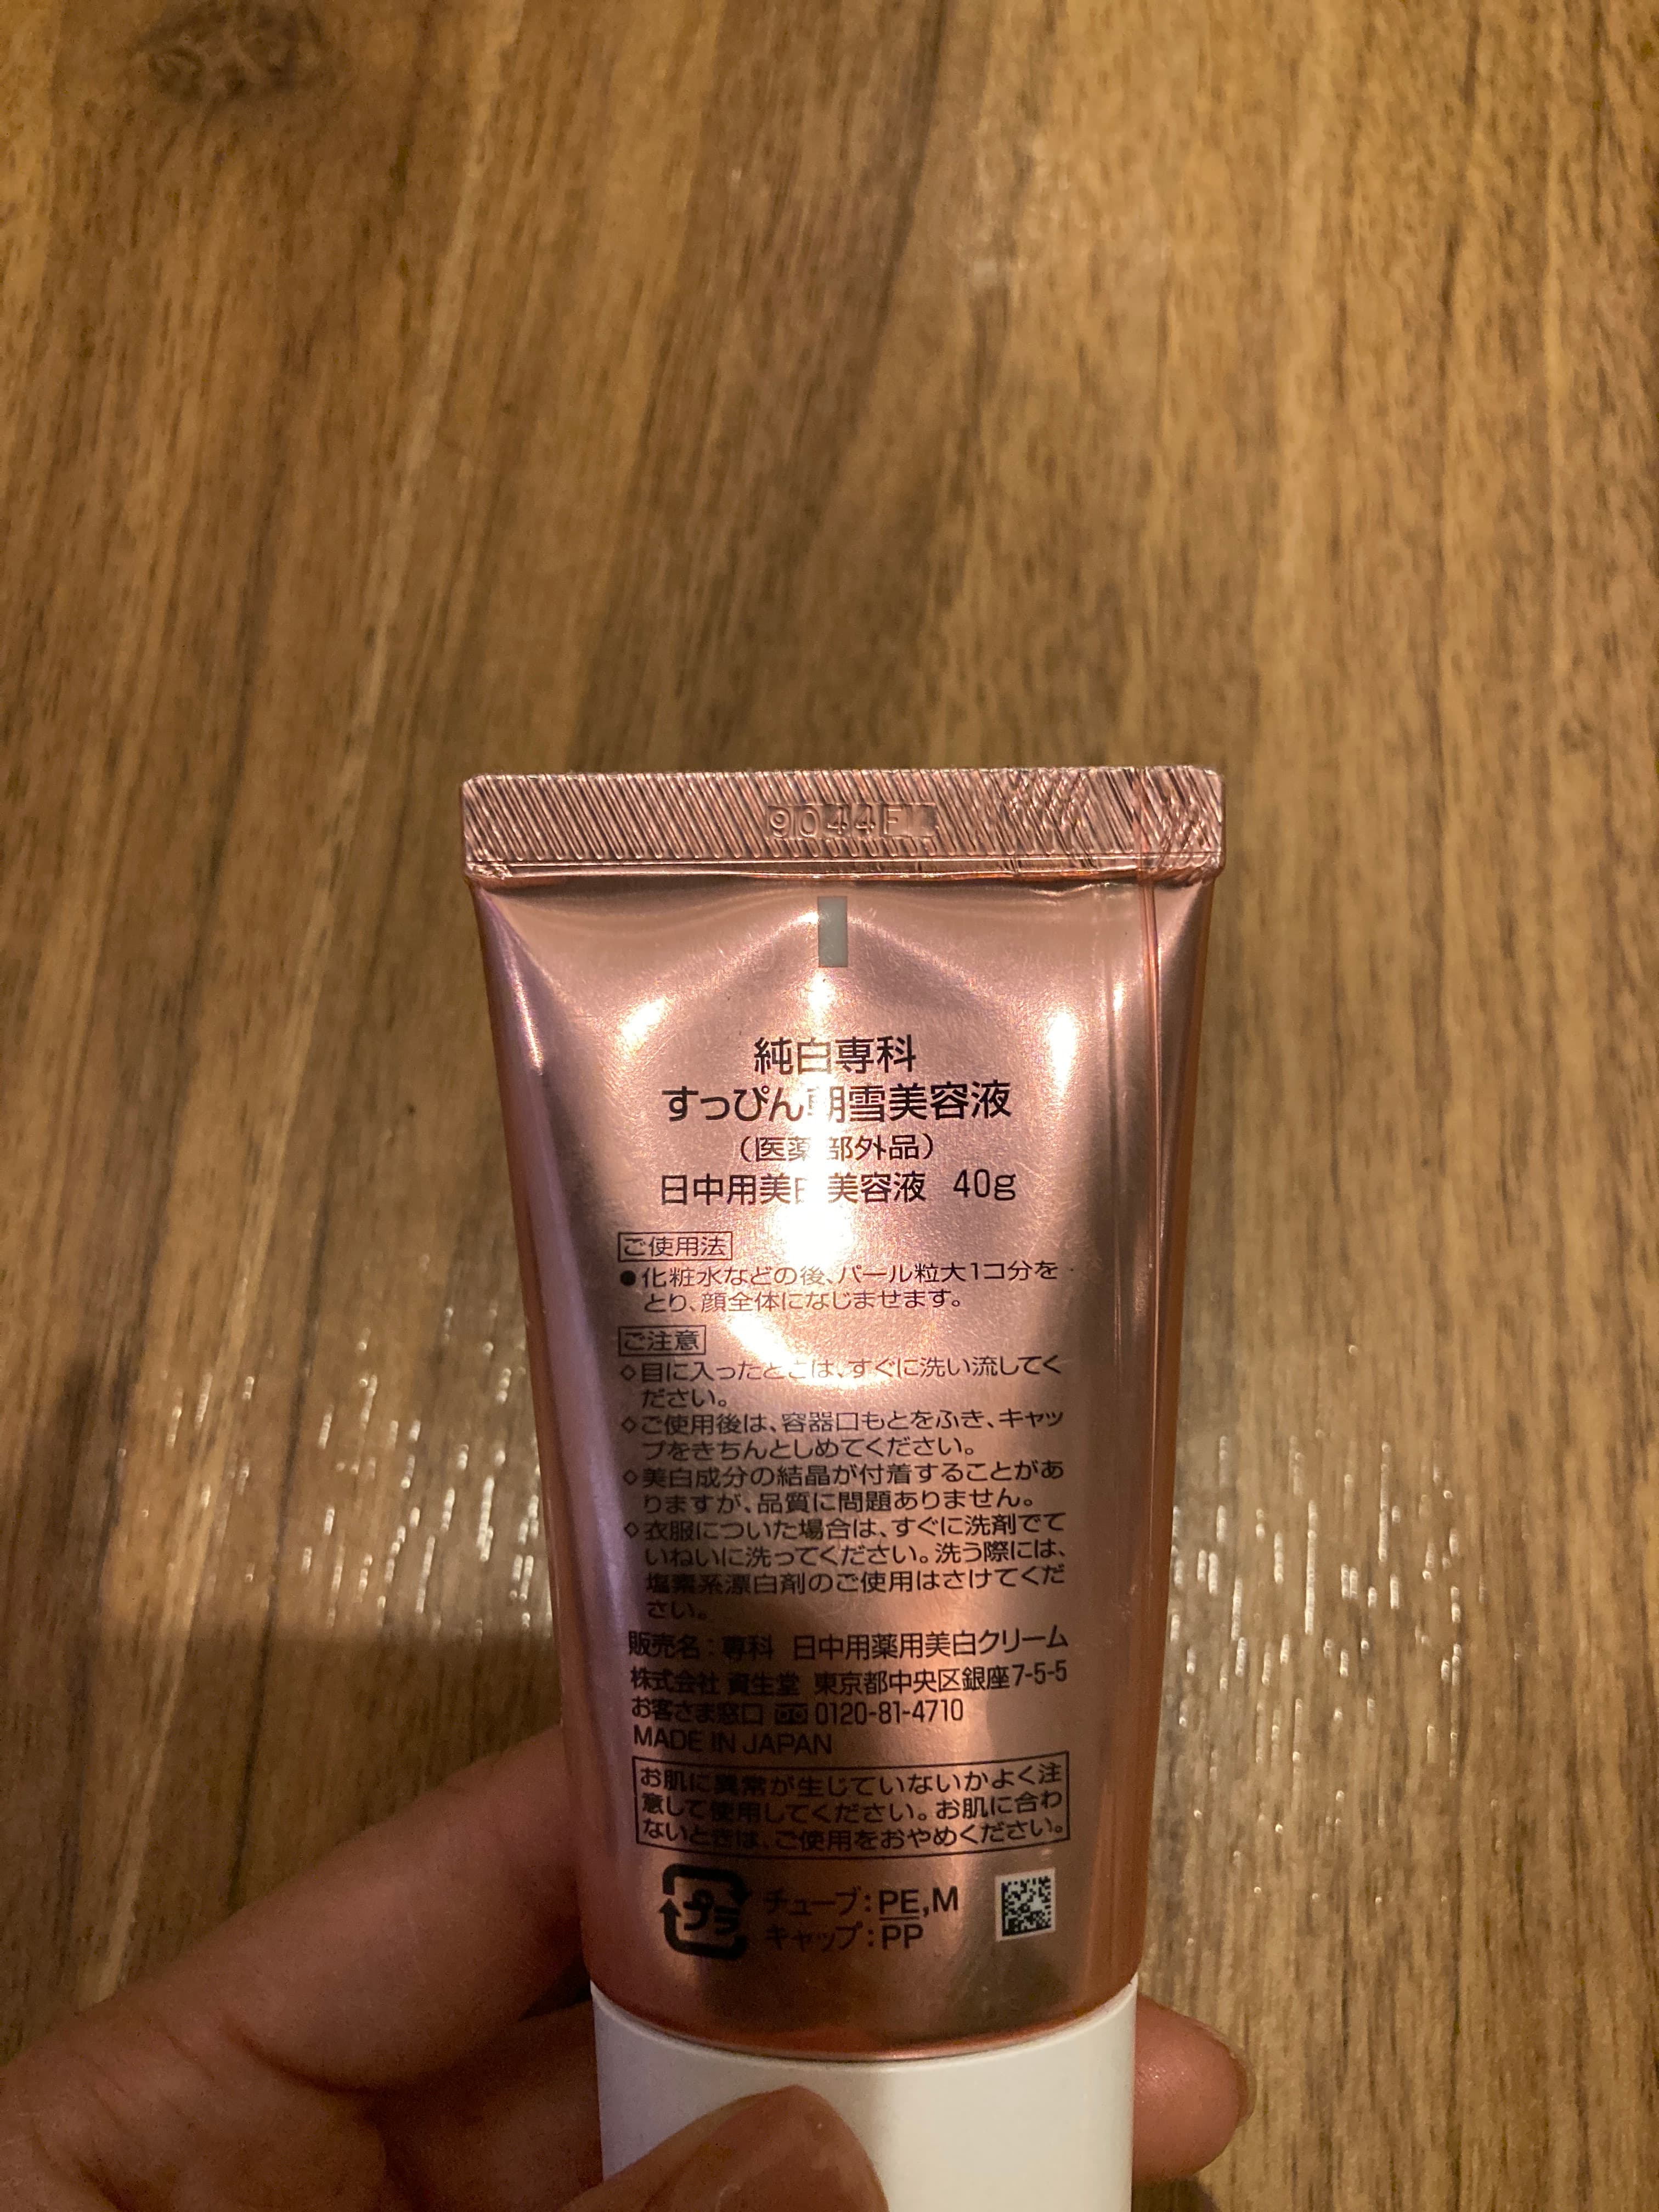 9044F
純白専科
すっぴん朝雪美容液
(医薬部外品)
日中用美白美容液 40g
ご使用法
●化粧水などの後、パール粒大1コ分を
とり、顔全体になじませます。
ご注意
◇目に入ったときは、すぐに洗い流してく
ださい。
◇ご使用後は、容器口もとをふき、キャッ
プをきちんとしめてください。
◇美白成分の結晶が付着することがあ
りますが、品質に問題ありません。
◇衣服についた場合は、すぐに洗剤でて
いねいに洗ってください。洗う際には、
塩素系漂白剤のご使用はさけてくだ
さい。
販売名:専科 日中用薬用美白クリーム
株式会社 資生堂 東京都中央区銀座7-5-5
お客さま窓口 0120-81-4710
MADE IN JAPAN
お肌に異常が生じていないかよく注
意して使用してください。お肌に合わ
ないときは、ご使用をおやめください。
プラ チューブ:PE,M
キャップ:PP